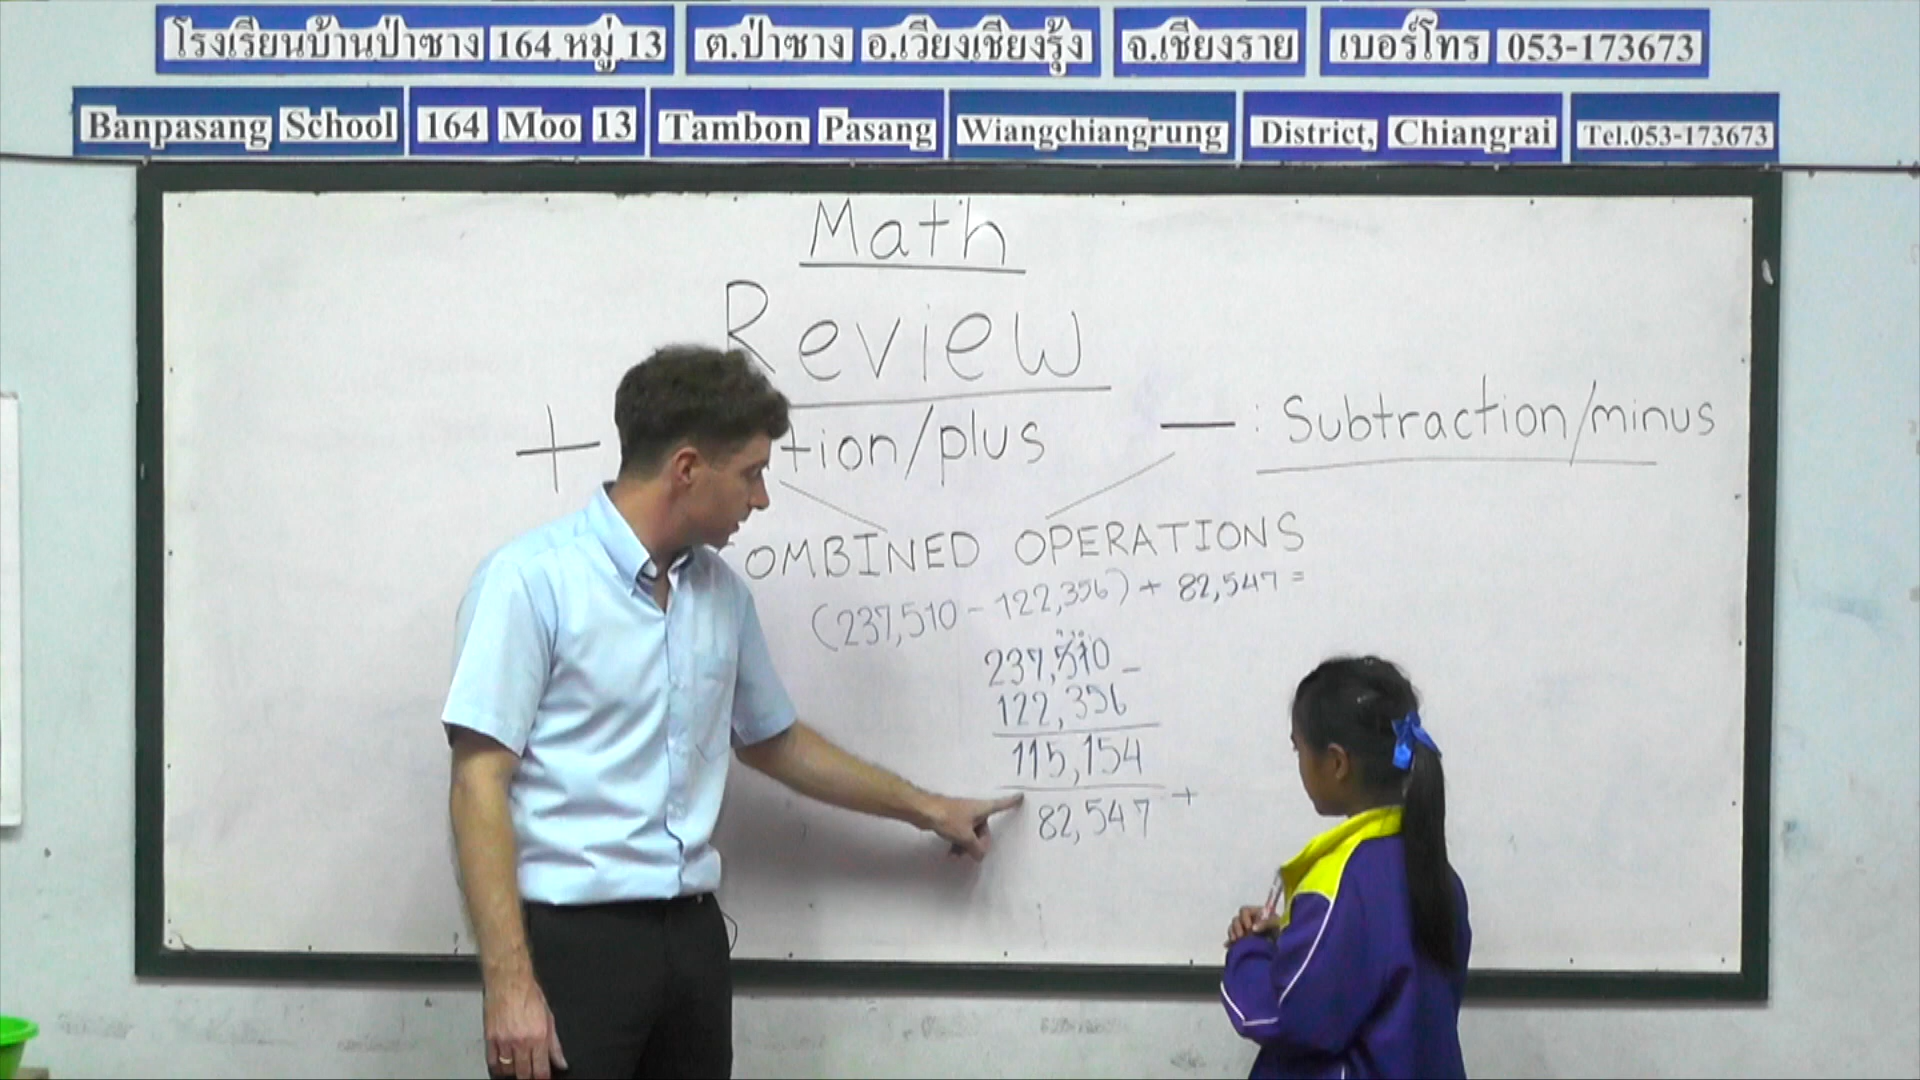 โรงเรียนบ้านป่าซาง 164 หมู่ 13 ต.ป่าซาง อ.เวียงเชียงรุ้ง จ.เชียงราย เบอร์โทร 053-173673
Banpasang School 164 Moo 13 Tambon Pasang Wiangchiangrung District, Chiangrai Tel.053-173673
Math
Review
+ tion/plus — : Subtraction/minus
OMBINED OPERATIONS
(237,510 - 122,356) + 82,547 =
237,510 -
122,356
115,154
82,547 +